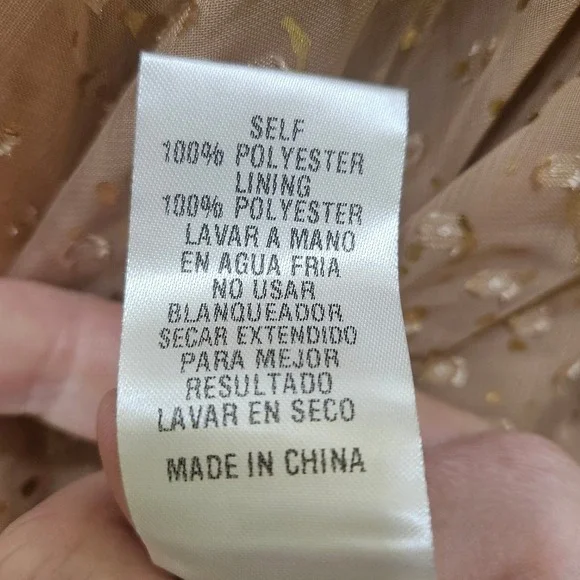 SELF
100% POLYESTER
LINING
100% POLYESTER
LAVAR A MANO
EN AGUA FRIA
NO USAR
BLANQUEADOR
SECAR EXTENDIDO
PARA MEJOR
RESULTADO
LAVAR EN SECO
MADE IN CHINA